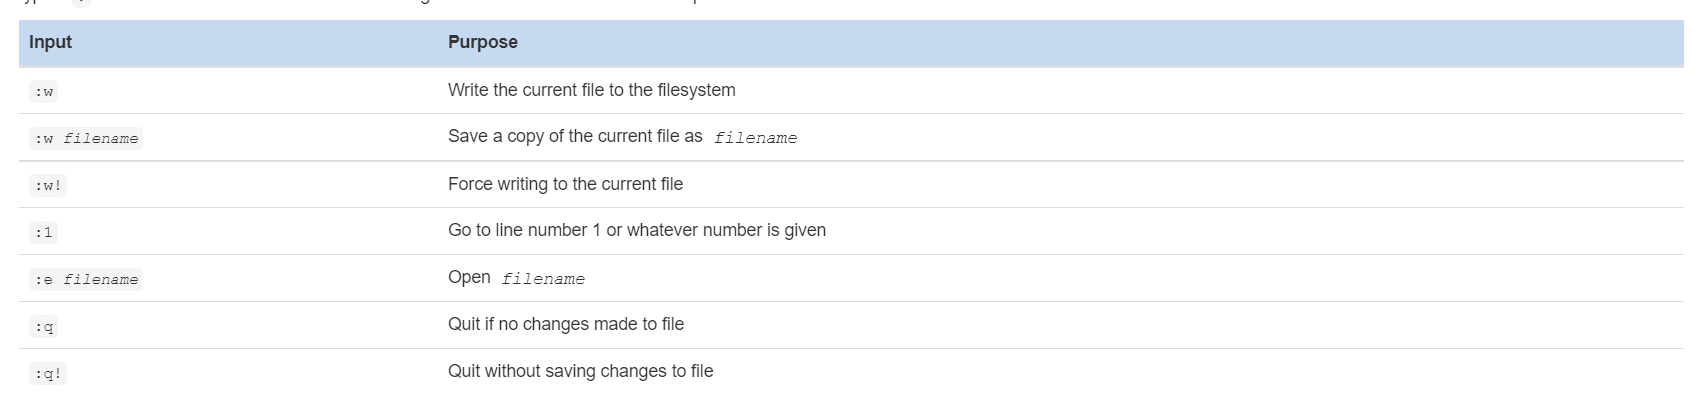 Input Purpose
:w Write the current file to the filesystem
:w filename Save a copy of the current file as filename
:w! Force writing to the current file
:1 Go to line number 1 or whatever number is given
:e filename Open filename
:q Quit if no changes made to file
:q! Quit without saving changes to file